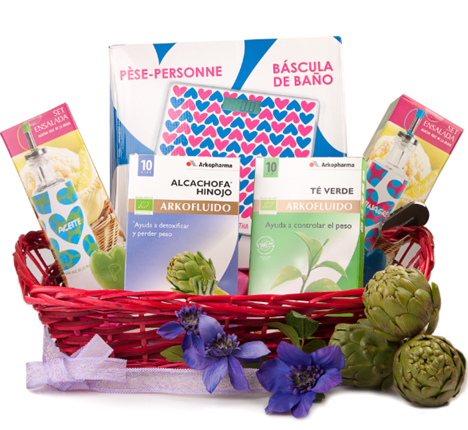 PÈSE-PERSONNE
BÁSCULA
DE BAÑO
SET
ENSALADA
ACEITE
10
Arkopharma
ALCACHOFA
HINOJO
ARKOFLUIDO
Ayuda a detoxificar
y perder peso
10
Arkopharma
TÉ VERDE
ARKOFLUIDO
Ayuda a controlar el peso
SET
ENSALADA